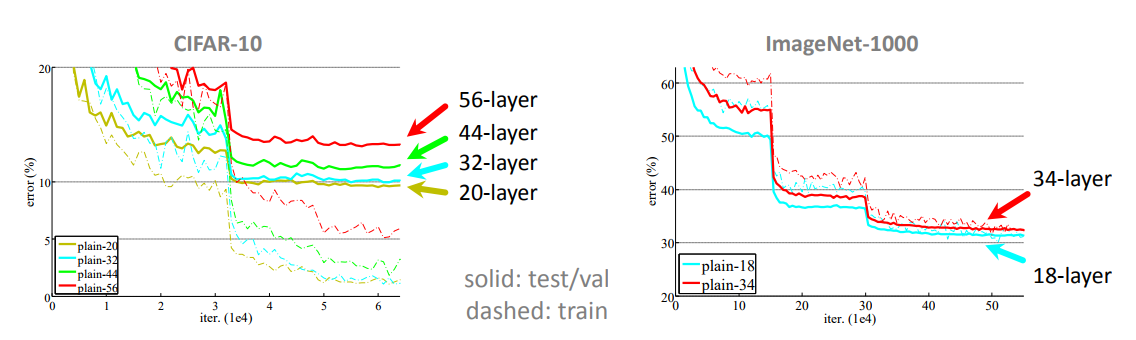 CIFAR-10
20
10
5
0
error (%)
0
1
2
3
4
5
6
iter. (1e4)
plain-20
plain-32
plain-44
plain-56
56-layer
44-layer
32-layer
20-layer
solid: test/val
dashed: train
ImageNet-1000
60
50
40
30
20
error (%)
0
10
20
30
40
50
iter. (1e4)
plain-18
plain-34
34-layer
18-layer